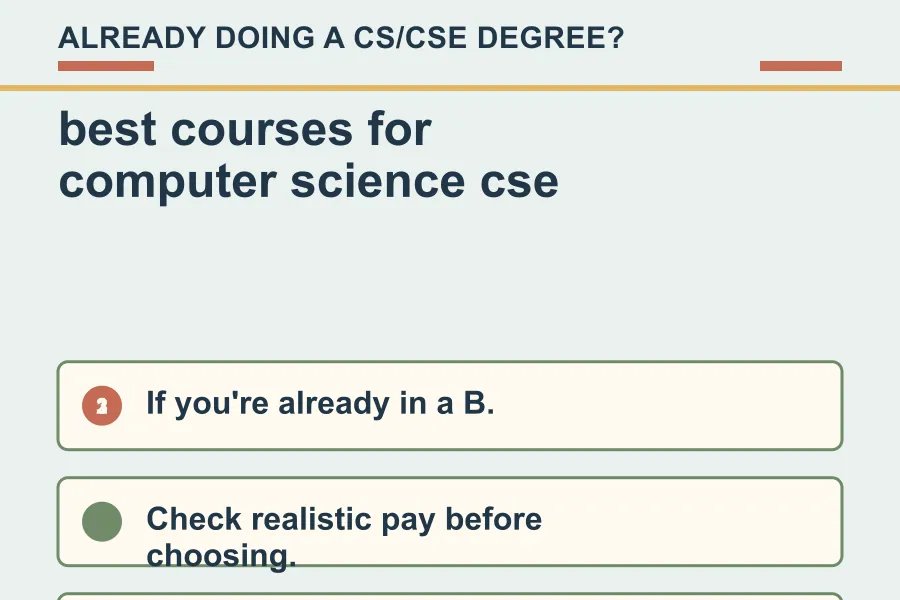 ALREADY DOING A CS/CSE DEGREE?
best courses for
computer science cse
If you're already in a B.
Check realistic pay before
choosing.